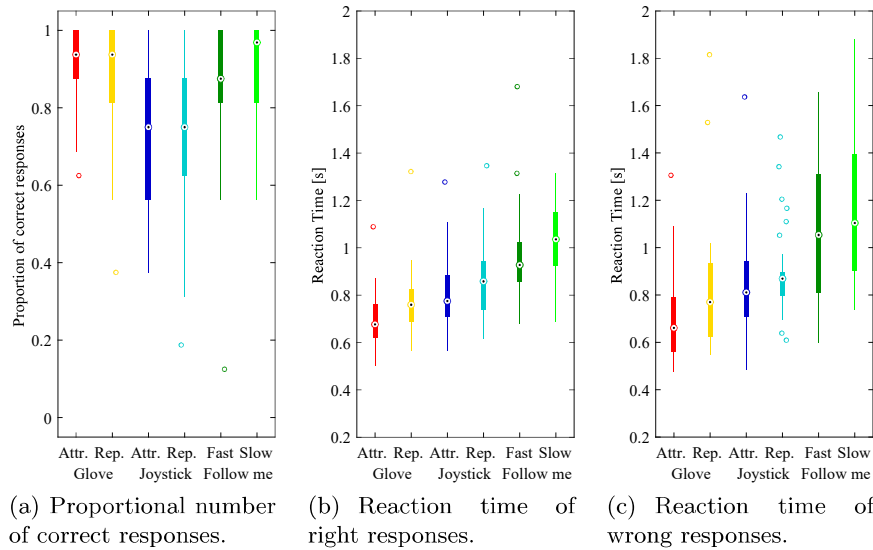 Proportion of correct responses
1
0.8
0.6
0.4
0.2
0
Attr. Rep. Attr. Rep. Fast Slow
Glove Joystick Follow me
(a) Proportional number
of correct responses.
Reaction Time [s]
2
1.8
1.6
1.4
1.2
1
0.8
0.6
0.4
0.2
Attr. Rep. Attr. Rep. Fast Slow
Glove Joystick Follow me
(b) Reaction time of
right responses.
Reaction Time [s]
2
1.8
1.6
1.4
1.2
1
0.8
0.6
0.4
0.2
Attr. Rep. Attr. Rep. Fast Slow
Glove Joystick Follow me
(c) Reaction time of
wrong responses.